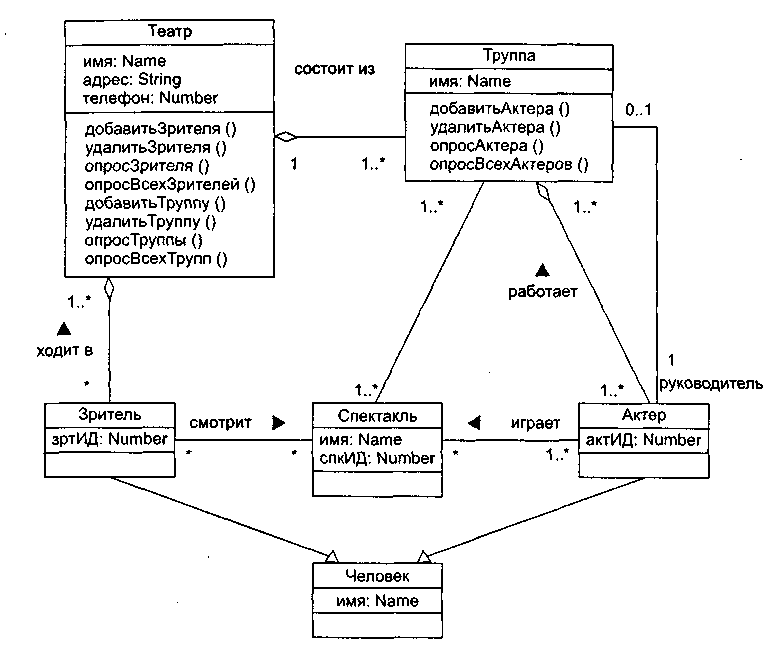 Театр
имя: Name
адрес: String
телефон: Number
добавитьЗрителя ()
удалитьЗрителя ()
опросЗрителя ()
опросВсехЗрителей ()
добавитьТруппу ()
удалитьТруппу ()
опросТруппы ()
опросВсехТрупп ()
состоит из
1
1..*
Труппа
имя: Name
добавитьАктера ()
удалитьАктера ()
опросАктера ()
опросВсехАктеров ()
0..1
1..*
1..*
1..*
ходит в
*
работает
1..*
1..*
1
руководитель
Зритель
зртИД: Number
смотрит
*
*
Спектакль
имя: Name
спкИД: Number
играет
*
1..*
Актер
актИД: Number
Человек
имя: Name